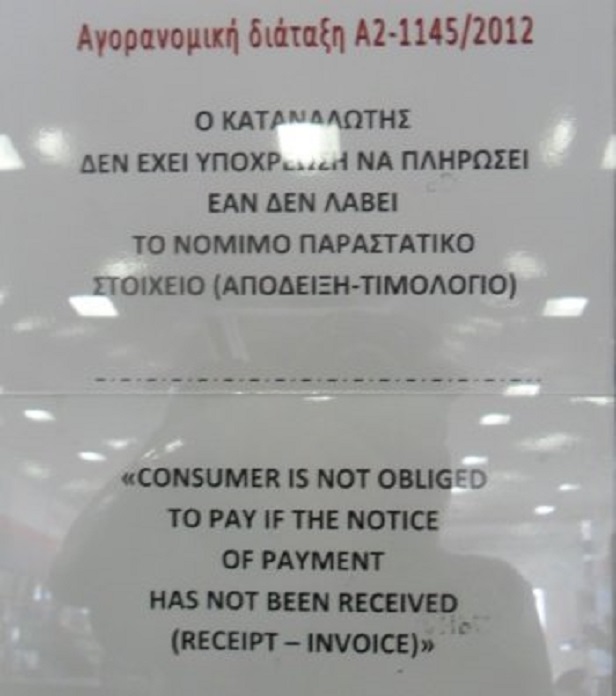 Αγορανομική διάταξη Α2-1145/2012
Ο ΚΑΤΑΝΑΛΩΤΗΣ
ΔΕΝ ΕΧΕΙ ΥΠΟΧΡΕΩΣΗ ΝΑ ΠΛΗΡΩΣΕΙ
ΕΑΝ ΔΕΝ ΛΑΒΕΙ
ΤΟ ΝΟΜΙΜΟ ΠΑΡΑΣΤΑΤΙΚΟ
ΣΤΟΙΧΕΙΟ (ΑΠΟΔΕΙΞΗ-ΤΙΜΟΛΟΓΙΟ)
«CONSUMER IS NOT OBLIGED
TO PAY IF THE NOTICE
OF PAYMENT
HAS NOT BEEN RECEIVED
(RECEIPT – INVOICE)»